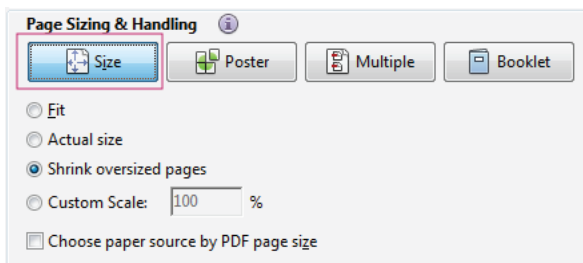 Page Sizing & Handling i
Size Poster Multiple Booklet
Fit
Actual size
Shrink oversized pages
Custom Scale: 100 %
Choose paper source by PDF page size